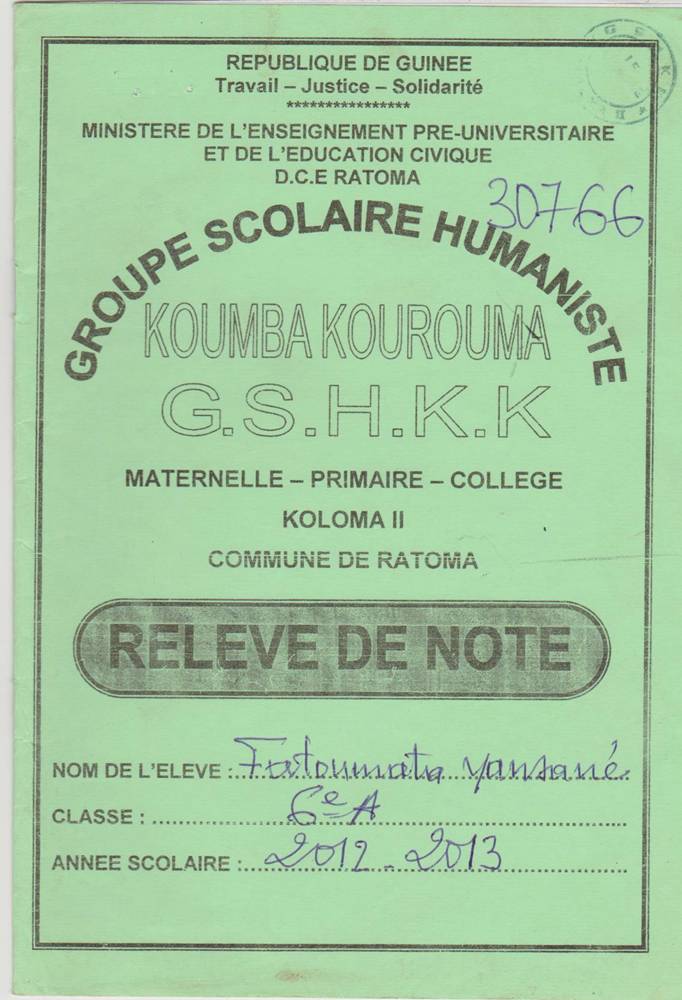 REPUBLIQUE DE GUINEE
Travail – Justice – Solidarité
****************
MINISTERE DE L'ENSEIGNEMENT PRE-UNIVERSITAIRE
ET DE L'EDUCATION CIVIQUE
D.C.E RATOMA
30766
GROUPE SCOLAIRE HUMANISTE
KOUMBA KOUROUMA
G.S.H.K.K
MATERNELLE – PRIMAIRE – COLLEGE
KOLOMA II
COMMUNE DE RATOMA
RELEVE DE NOTE
NOM DE L'ELEVE : Fatoumata yansané
CLASSE : 6e A
ANNEE SCOLAIRE : 2012 - 2013